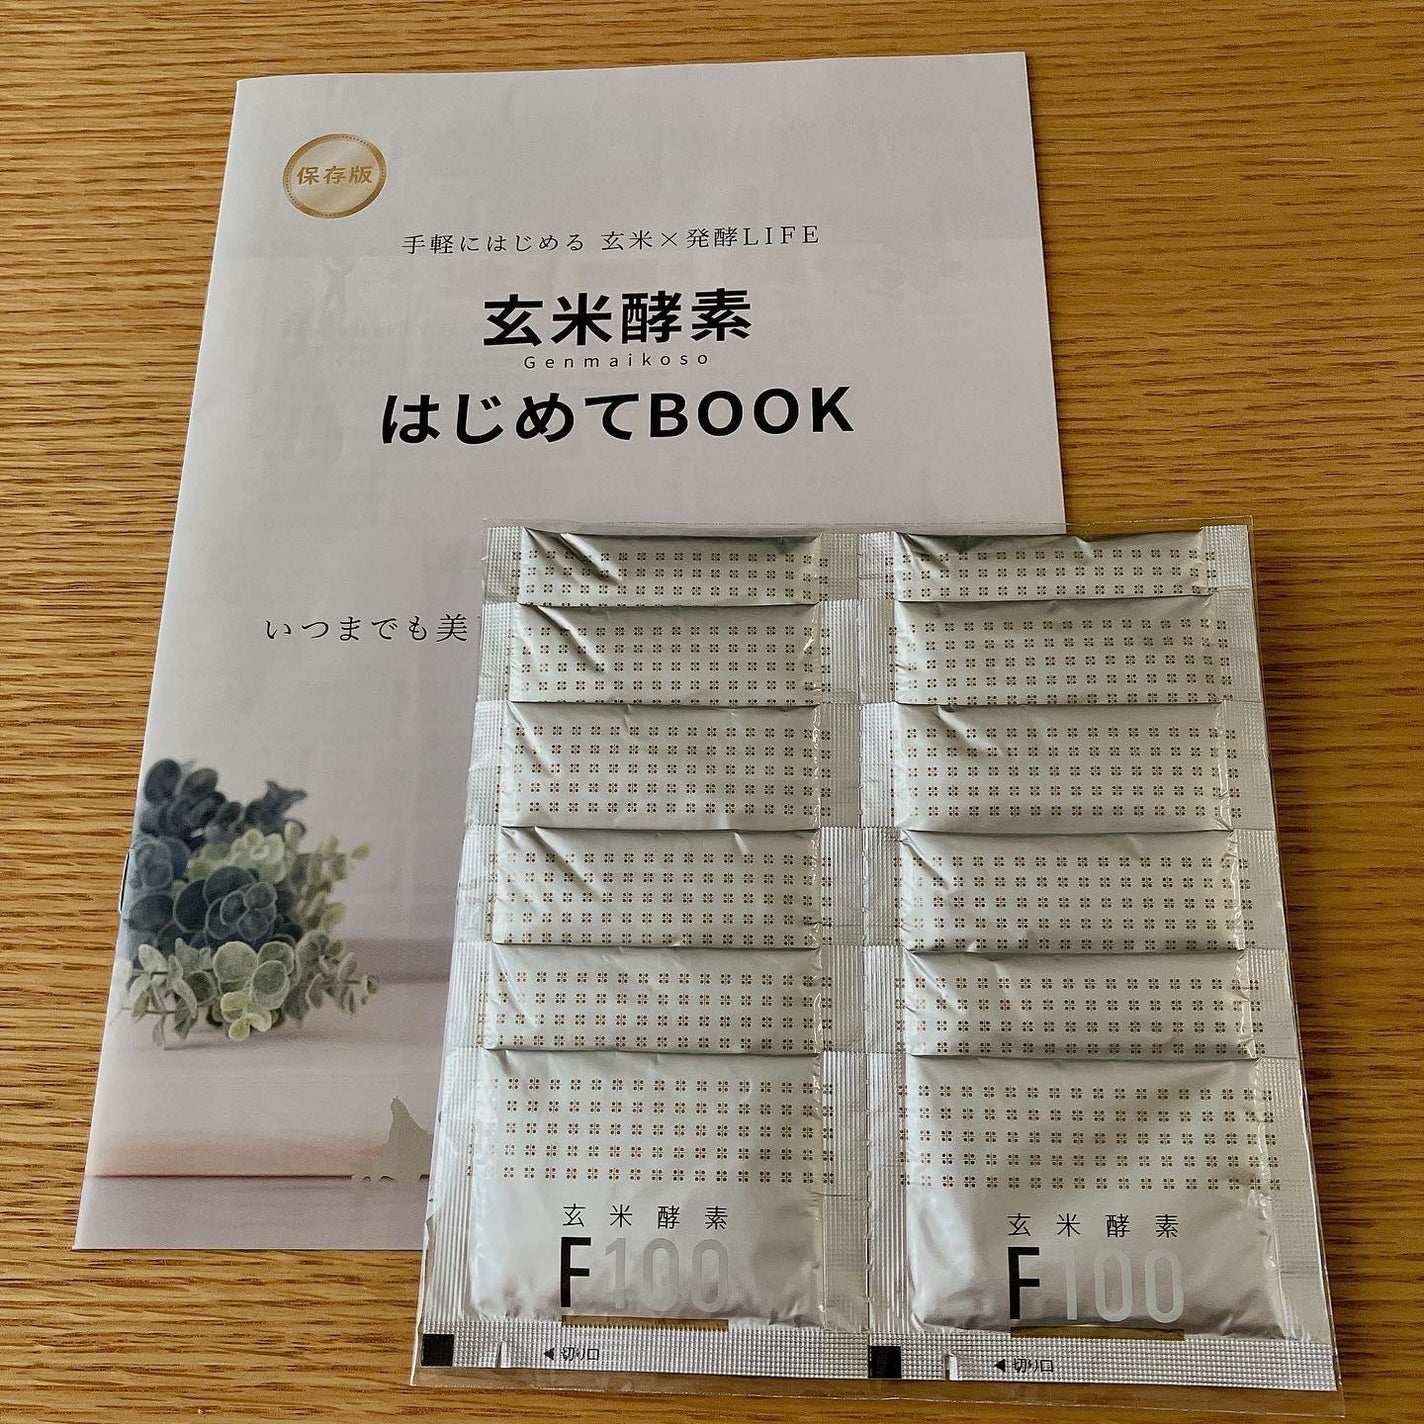 保存版
手軽にはじめる 玄米×発酵LIFE
玄米酵素
Genmaikoso
はじめてBOOK
いつまでも美
玄米酵素
F100
◀切り口
玄米酵素
F100
◀切り口